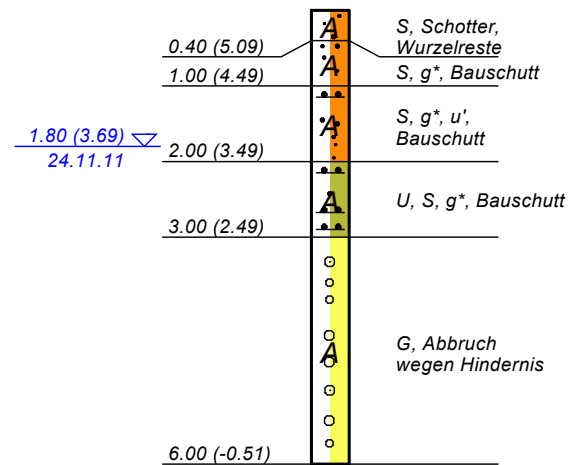 A
S, Schotter,
Wurzelreste
0.40 (5.09)
A
S, g*, Bauschutt
1.00 (4.49)
A
S, g*, u',
Bauschutt
1.80 (3.69)
24.11.11
2.00 (3.49)
A
U, S, g*, Bauschutt
3.00 (2.49)
A
G, Abbruch
wegen Hindernis
6.00 (-0.51)